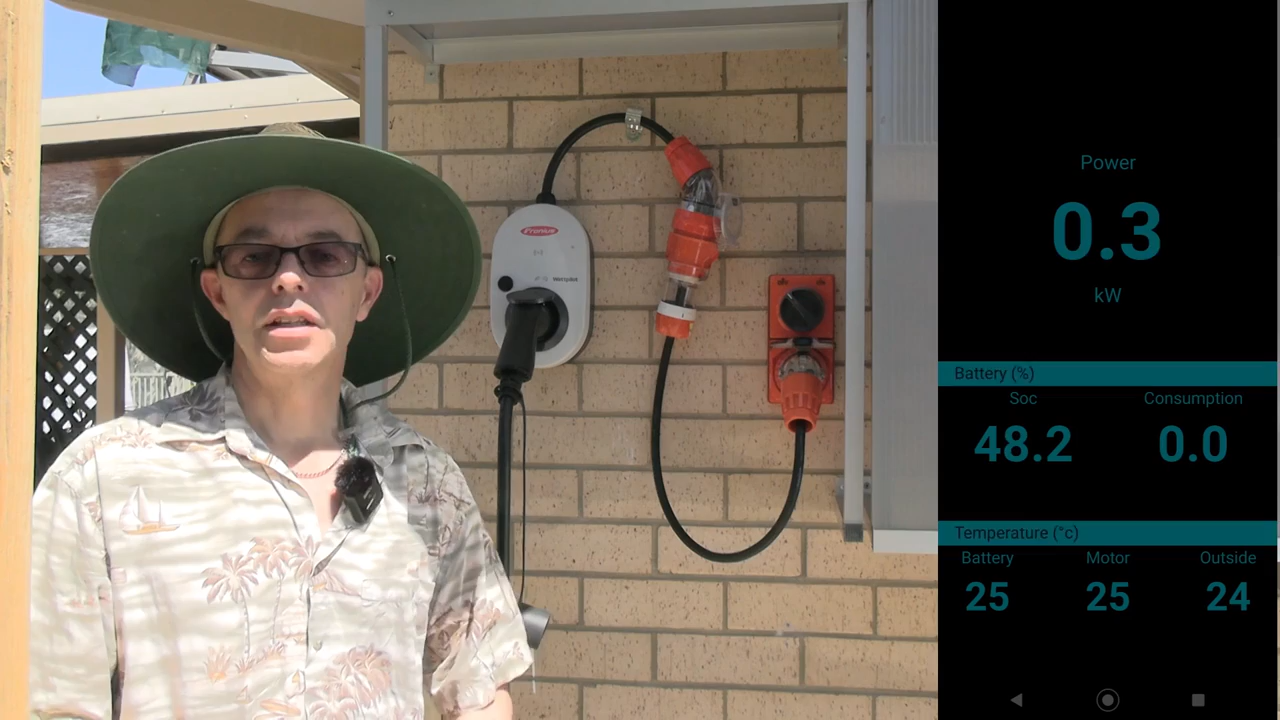 Fronius
Wattpilot
Power
0.3
kW
Battery (%)
Soc
Consumption
48.2
0.0
Temperature (°c)
Battery
Motor
Outside
25
25
24